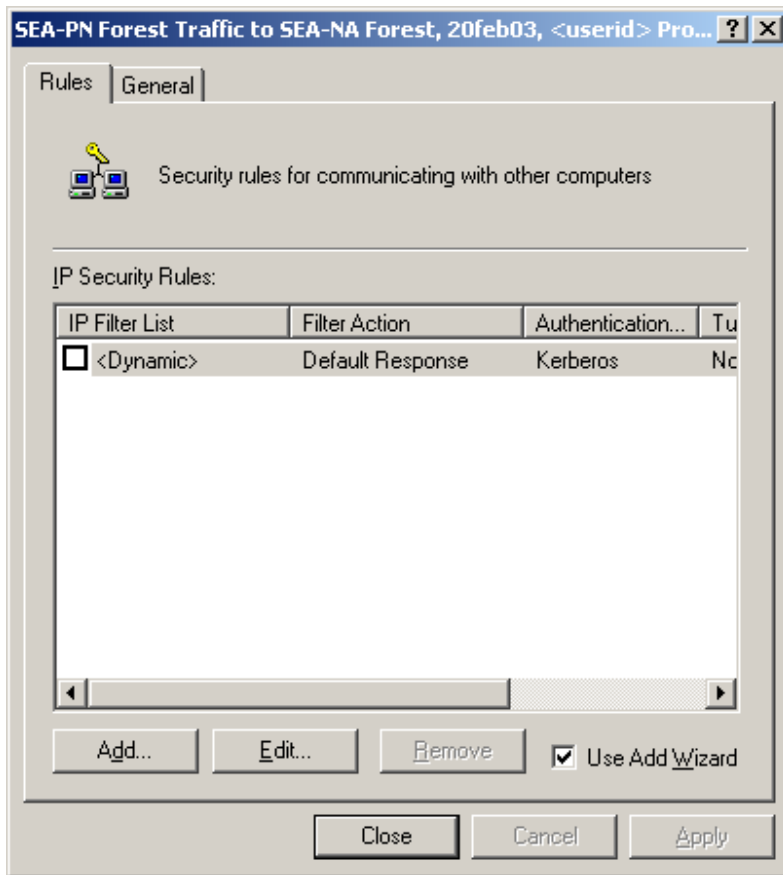 SEA-PN Forest Traffic to SEA-NA Forest, 20feb03, <userid> Pro...
Rules General
Security rules for communicating with other computers
IP Security Rules:
IP Filter List Filter Action Authentication... Tu
<Dynamic> Default Response Kerberos Nc
Add... Edit... Remove Use Add Wizard
Close Cancel Apply